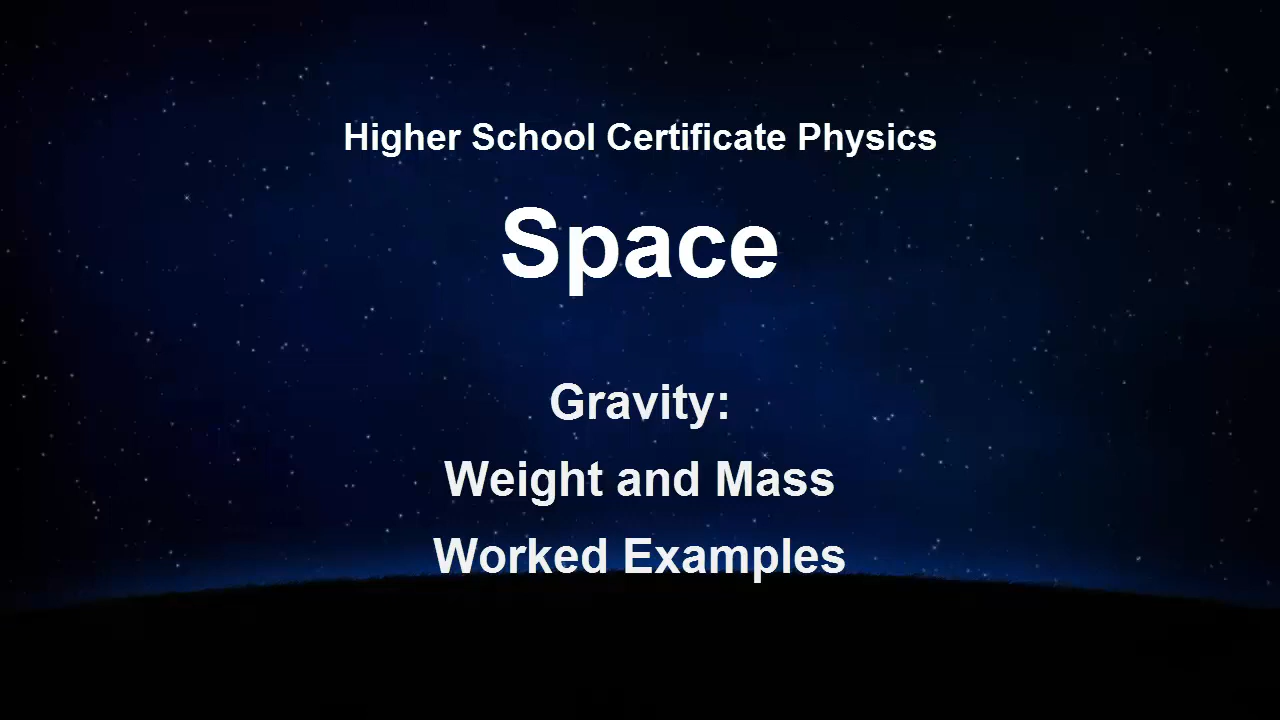 Higher School Certificate Physics
Space
Gravity:
Weight and Mass
Worked Examples